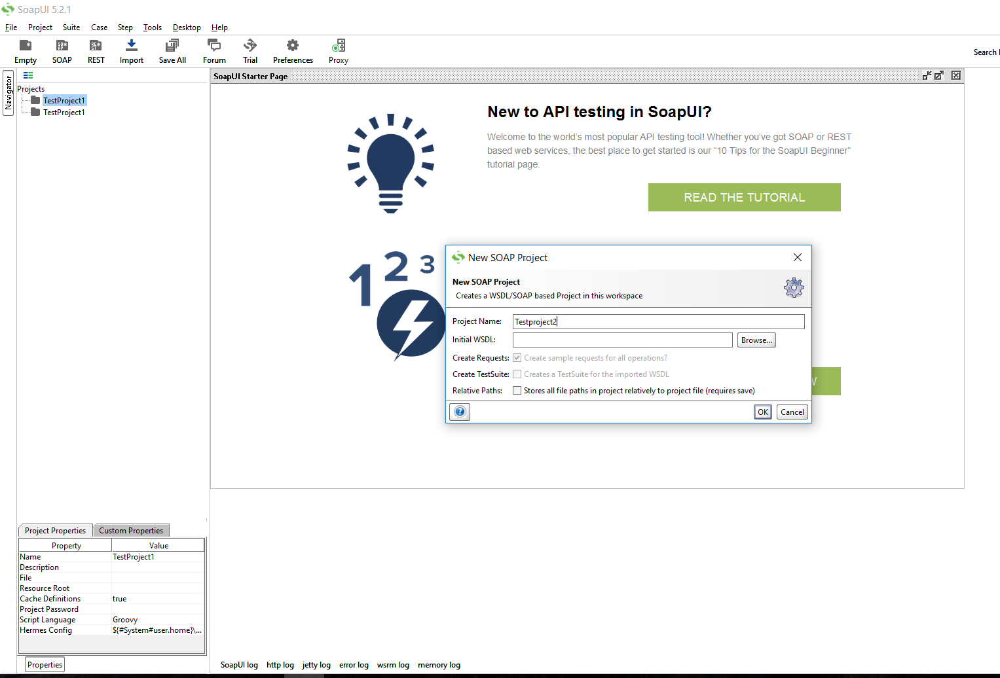 SoapUI 5.2.1
File Project Suite Case Step Tools Desktop Help
Empty SOAP REST Import Save All Forum Trial Preferences Proxy
Search
Navigator
SoapUI Starter Page
Projects
TestProject1
TestProject1
New to API testing in SoapUI?
Welcome to the world's most popular API testing tool! Whether you've got SOAP or REST
based web services, the best place to get started is our “10 Tips for the SoapUI Beginner”
tutorial page.
READ THE TUTORIAL
1 2 3
New SOAP Project
New SOAP Project
Creates a WSDL/SOAP based Project in this workspace
Project Name: Testproject2
Initial WSDL: Browse...
Create Requests: Create sample requests for all operations?
Create TestSuite: Creates a TestSuite for the imported WSDL
Relative Paths: Stores all file paths in project relatively to project file (requires save)
OK Cancel
Project Properties Custom Properties
Property Value
Name TestProject1
Description
File
Resource Root
Cache Definitions true
Project Password
Script Language Groovy
Hermes Config ${#System#user.home}\...
Properties
SoapUI log http log jetty log error log wsrm log memory log